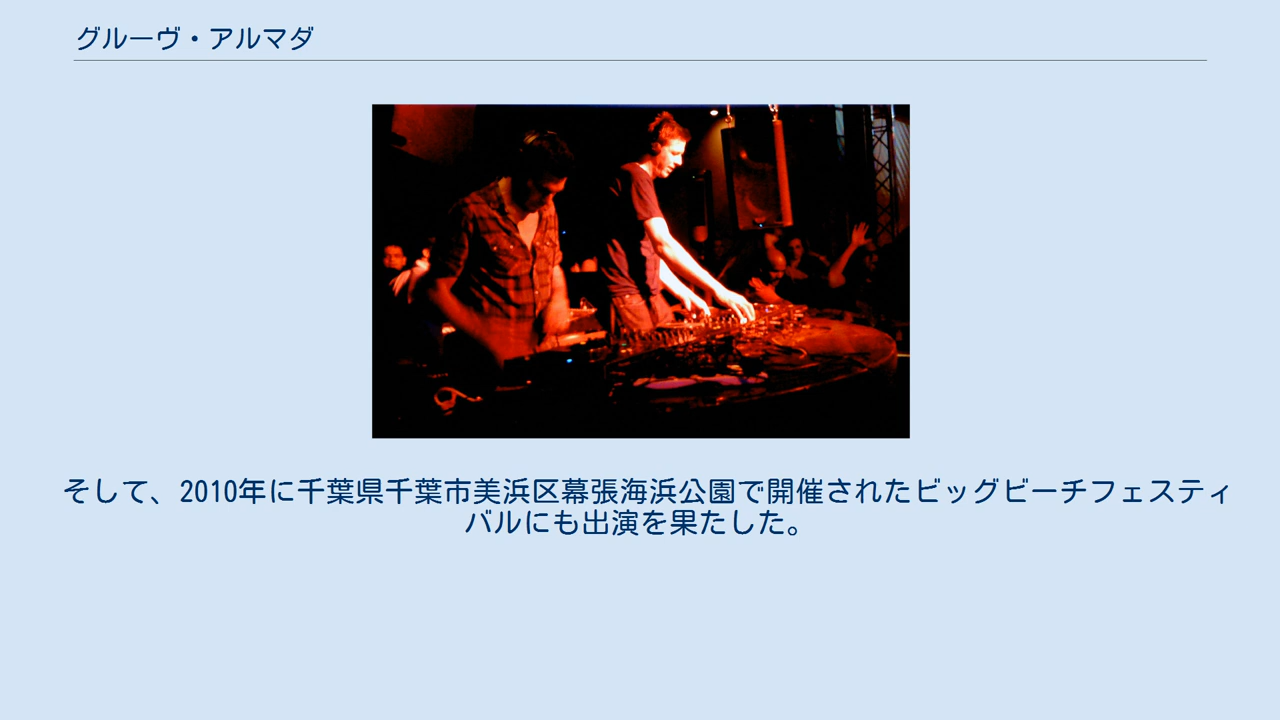 グルーヴ・アルマダ
そして、2010年に千葉県千葉市美浜区幕張海浜公園で開催されたビッグビーチフェスティ
バルにも出演を果たした。